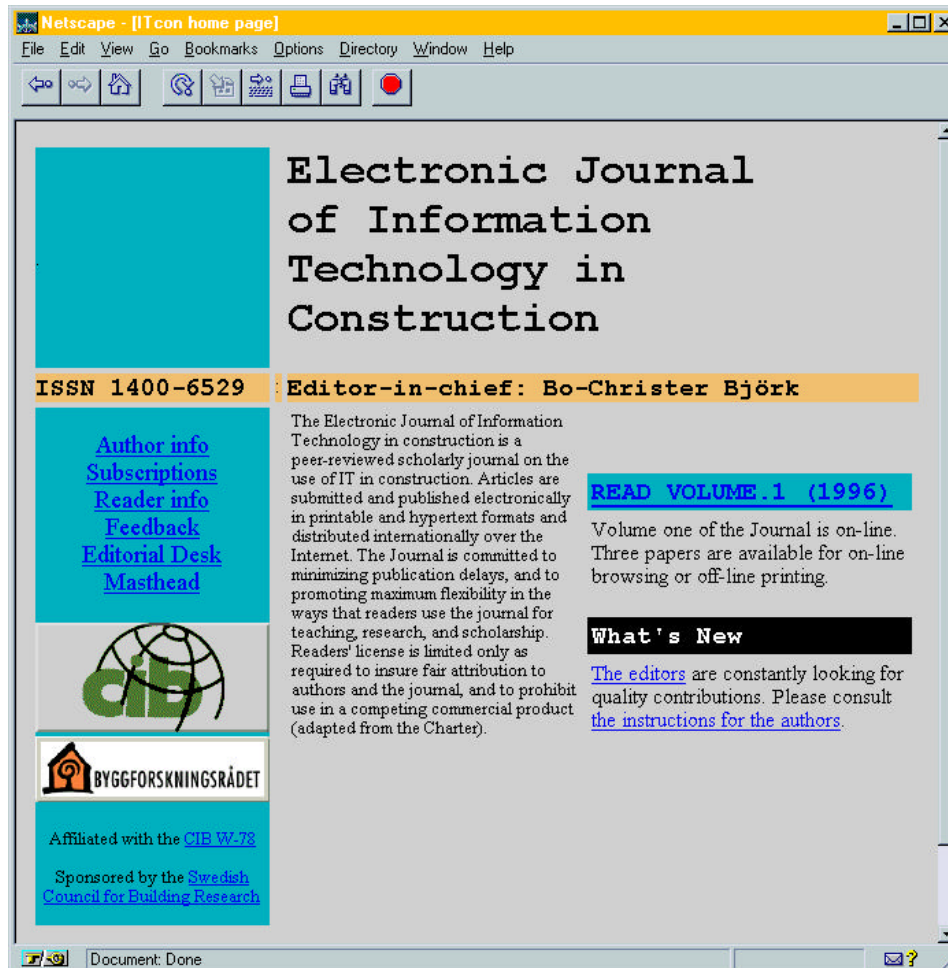 Netscape - [ITcon home page]
File Edit View Go Bookmarks Options Directory Window Help
Electronic Journal
of Information
Technology in
Construction
ISSN 1400-6529
Editor-in-chief: Bo-Christer Björk
Author info
Subscriptions
Reader info
Feedback
Editorial Desk
Masthead
cib
BYGGFORSKNINGSRÅDET
Affiliated with the CIB W-78
Sponsored by the Swedish
Council for Building Research
The Electronic Journal of Information
Technology in construction is a
peer-reviewed scholarly journal on the
use of IT in construction. Articles are
submitted and published electronically
in printable and hypertext formats and
distributed internationally over the
Internet. The Journal is committed to
minimizing publication delays, and to
promoting maximum flexibility in the
ways that readers use the journal for
teaching, research, and scholarship.
Readers' license is limited only as
required to insure fair attribution to
authors and the journal, and to prohibit
use in a competing commercial product
(adapted from the Charter).
READ VOLUME.1 (1996)
Volume one of the Journal is on-line.
Three papers are available for on-line
browsing or off-line printing.
What's New
The editors are constantly looking for
quality contributions. Please consult
the instructions for the authors.
Document: Done